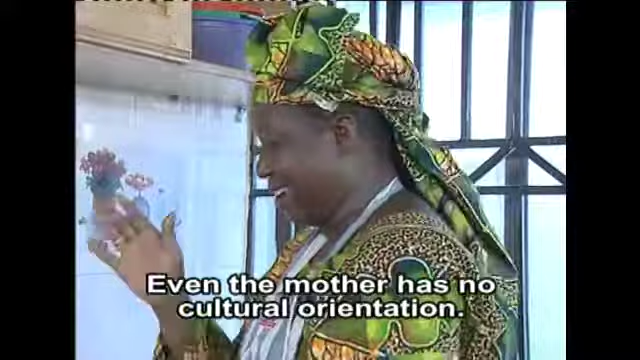 Even the mother has no
cultural orientation.